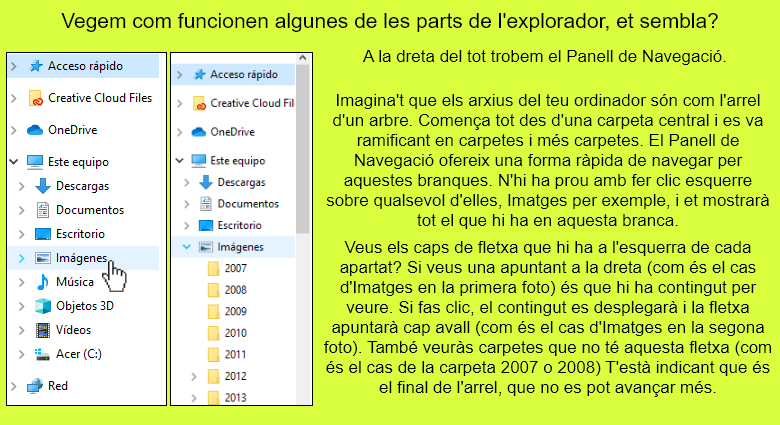 Vegem com funcionen algunes de les parts de l'explorador, et sembla?
Acceso rápido
Creative Cloud Files
OneDrive
Este equipo
Descargas
Documentos
Escritorio
Imágenes
Música
Objetos 3D
Vídeos
Acer (C:)
Red
Acceso rápido
Creative Cloud Fil
OneDrive
Este equipo
Descargas
Documentos
Escritorio
Imágenes
2007
2008
2009
2010
2011
2012
2013
A la dreta del tot trobem el Panell de Navegació.
Imagina't que els arxius del teu ordinador són com l'arrel
d'un arbre. Comença tot des d'una carpeta central i es va
ramificant en carpetes i més carpetes. El Panell de
Navegació ofereix una forma ràpida de navegar per
aquestes branques. N'hi ha prou amb fer clic esquerre
sobre qualsevol d'elles, Imatges per exemple, i et mostrarà
tot el que hi ha en aquesta branca.
Veus els caps de fletxa que hi ha a l'esquerra de cada
apartat? Si veus una apuntant a la dreta (com és el cas
d'Imatges en la primera foto) és que hi ha contingut per
veure. Si fas clic, el contingut es desplegarà i la fletxa
apuntarà cap avall (com és el cas d'Imatges en la segona
foto). També veuràs carpetes que no té aquesta fletxa (com
és el cas de la carpeta 2007 o 2008) T'està indicant que és
el final de l'arrel, que no es pot avançar més.